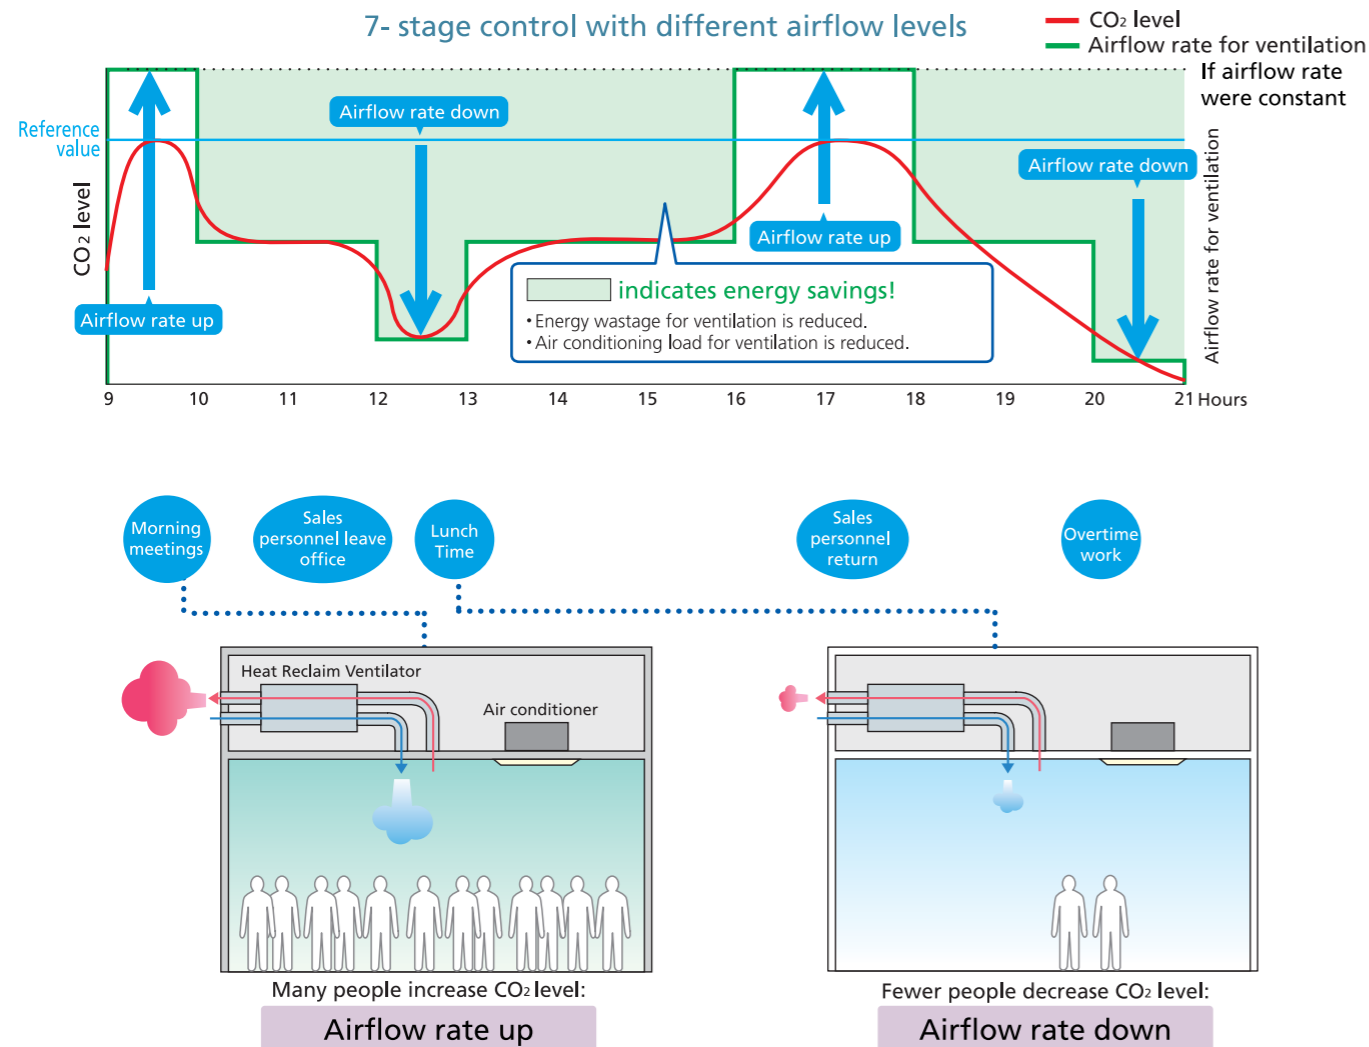 7- stage control with different airflow levels
CO₂ level
Airflow rate for ventilation
If airflow rate
were constant
Reference
value
CO₂ level
Airflow rate up
Airflow rate down
Airflow rate up
Airflow rate down
Airflow rate for ventilation
indicates energy savings!
• Energy wastage for ventilation is reduced.
• Air conditioning load for ventilation is reduced.
9 10 11 12 13 14 15 16 17 18 19 20 21 Hours
Morning
meetings
Sales
personnel leave
office
Lunch
Time
Sales
personnel
return
Overtime
work
Heat Reclaim Ventilator
Air conditioner
Many people increase CO₂ level:
Airflow rate up
Fewer people decrease CO₂ level:
Airflow rate down